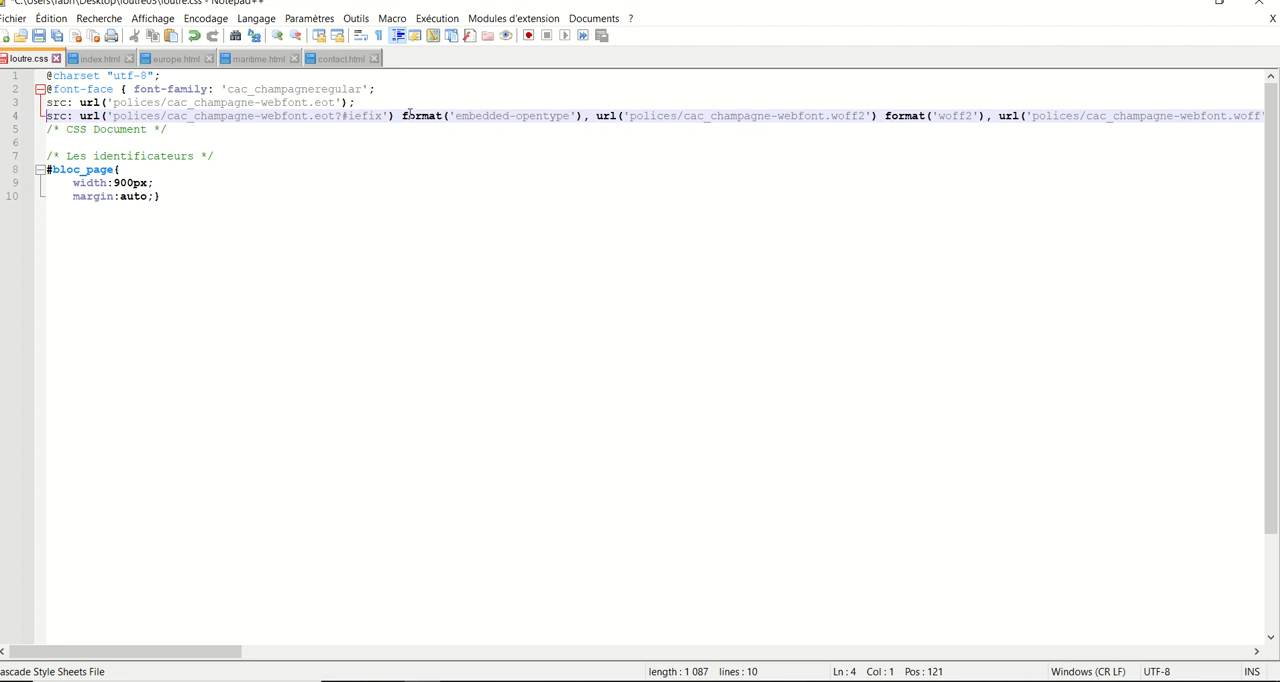 *C:\Users\fabri\Desktop\loutre05\loutre.css - Notepad++
ichier Édition Recherche Affichage Encodage Langage Paramètres Outils Macro Exécution Modules d'extension Documents ? X
loutre.css index.html europe.html maritime.html contact.html
1 @charset "utf-8";
2 @font-face { font-family: 'cac_champagneregular';
3 src: url('polices/cac_champagne-webfont.eot');
4 src: url('polices/cac_champagne-webfont.eot?#iefix') format('embedded-opentype'), url('polices/cac_champagne-webfont.woff2') format('woff2'), url('polices/cac_champagne-webfont.woff'
5 /* CSS Document */
6
7 /* Les identificateurs */
8 #bloc_page{
9 width:900px;
10 margin:auto;}
ascade Style Sheets File length : 1 087 lines : 10 Ln : 4 Col : 1 Pos : 121 Windows (CR LF) UTF-8 INS